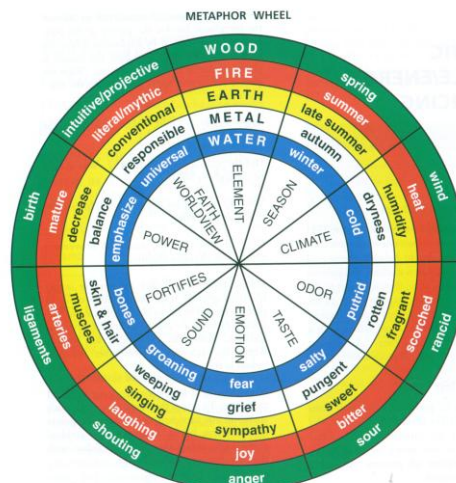 METAPHOR WHEEL
WOOD
FIRE
EARTH
METAL
WATER
ELEMENT
spring
summer
late summer
autumn
winter
SEASON
wind
heat
humidity
dryness
cold
CLIMATE
rancid
scorched
fragrant
rotten
putrid
ODOR
sour
bitter
sweet
pungent
salty
TASTE
anger
joy
sympathy
grief
fear
EMOTION
shouting
laughing
singing
weeping
groaning
SOUND
ligaments
arteries
muscles
skin & hair
bones
FORTIFIES
birth
mature
decrease
balance
emphasize
POWER
intuitive/projective
literal/mythic
conventional
responsible
universal
FAITH
WORLDVIEW